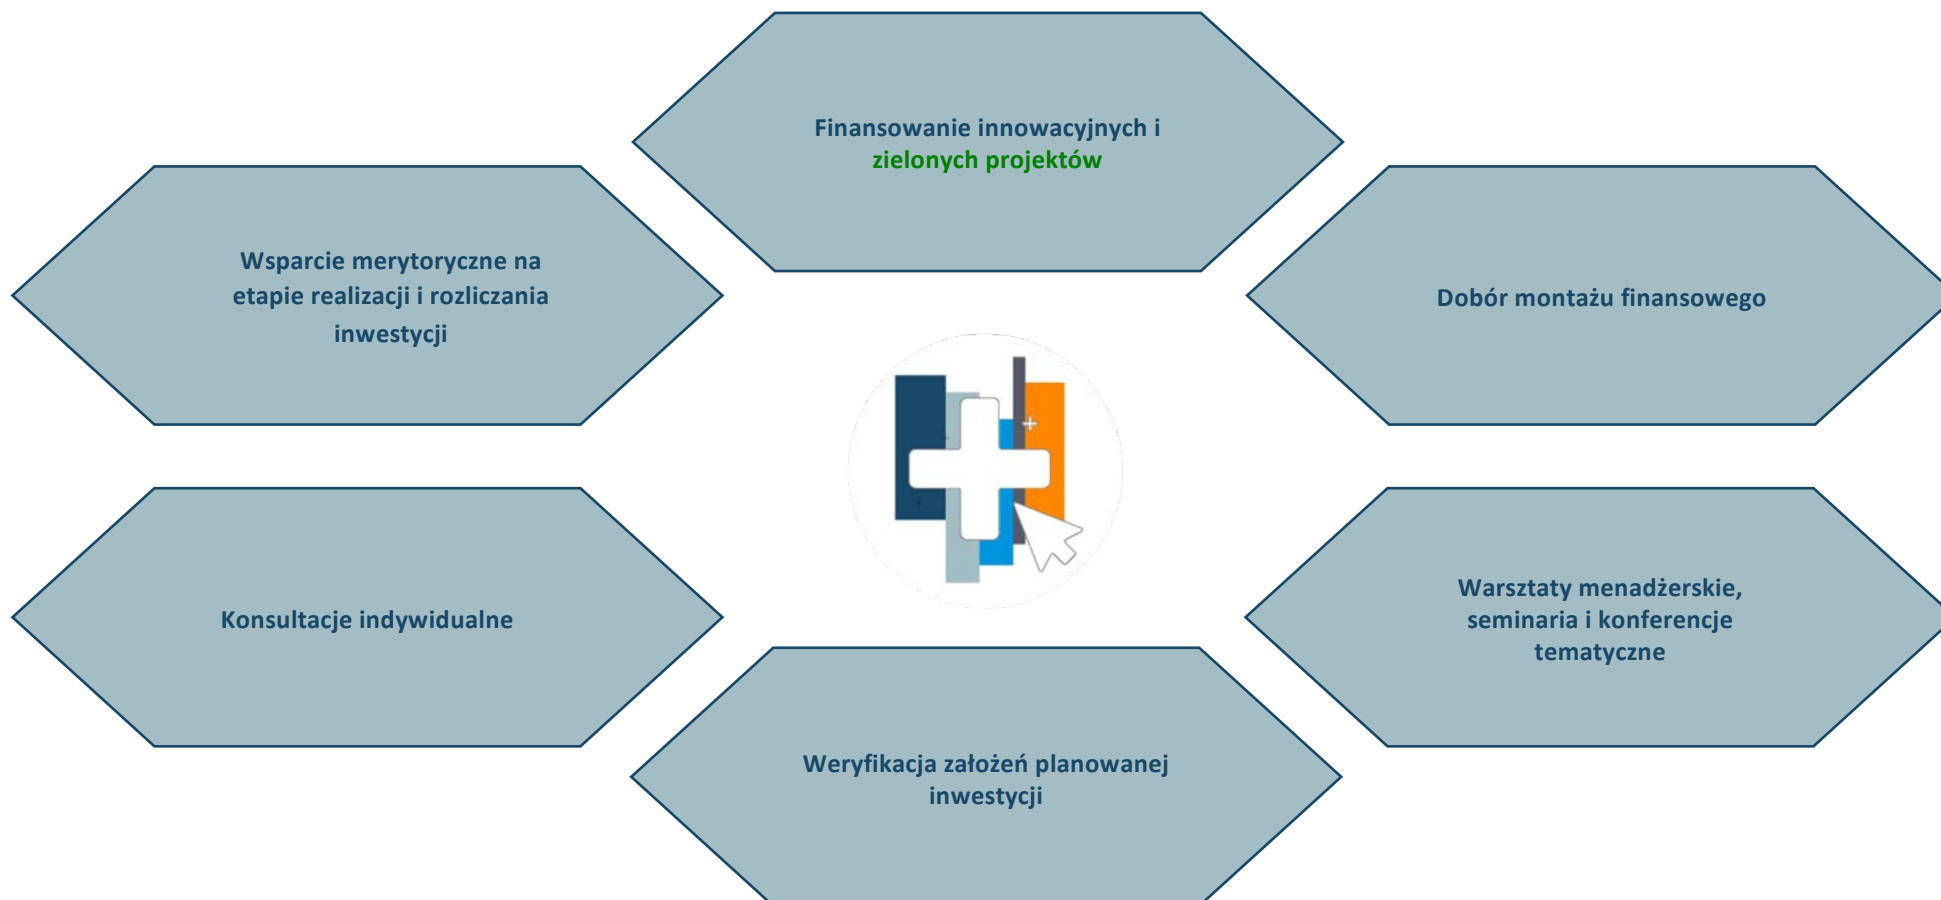 Finansowanie innowacyjnych i
zielonych projektów
Wsparcie merytoryczne na
etapie realizacji i rozliczania
inwestycji
Dobór montażu finansowego
Konsultacje indywidualne
Warsztaty menadżerskie,
seminaria i konferencje
tematyczne
Weryfikacja założeń planowanej
inwestycji